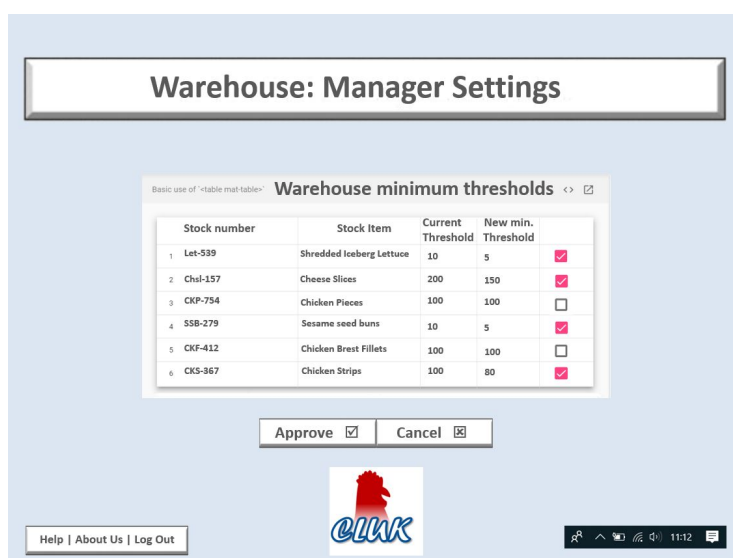 Warehouse: Manager Settings
Basic use of `<table mat-table>` Warehouse minimum thresholds <>
Stock number Stock Item Current Threshold New min. Threshold
1 Let-539 Shredded Iceberg Lettuce 10 5
2 Chsl-157 Cheese Slices 200 150
3 CKP-754 Chicken Pieces 100 100
4 SSB-279 Sesame seed buns 10 5
5 CKF-412 Chicken Brest Fillets 100 100
6 CKS-367 Chicken Strips 100 80
Approve Cancel
CLUK
Help | About Us | Log Out
11:12